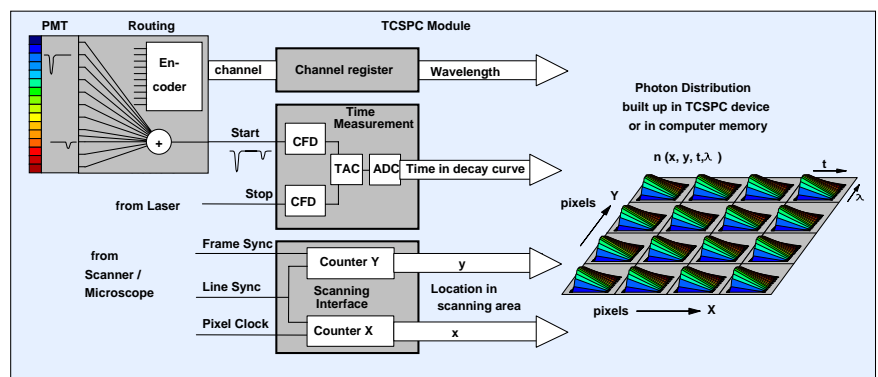 PMT
Routing
TCSPC Module
En-
coder
channel
Channel register
Wavelength
Time
Measurement
Start
CFD
TAC
ADC
Time in decay curve
+
Stop
CFD
from Laser
Frame Sync
Counter Y
y
from
Scanner /
Microscope
Line Sync
Scanning
Interface
Location in
scanning area
Pixel Clock
Counter X
x
Photon Distribution
built up in TCSPC device
or in computer memory
n (x, y, t,λ )
t
λ
Y
pixels
pixels
X